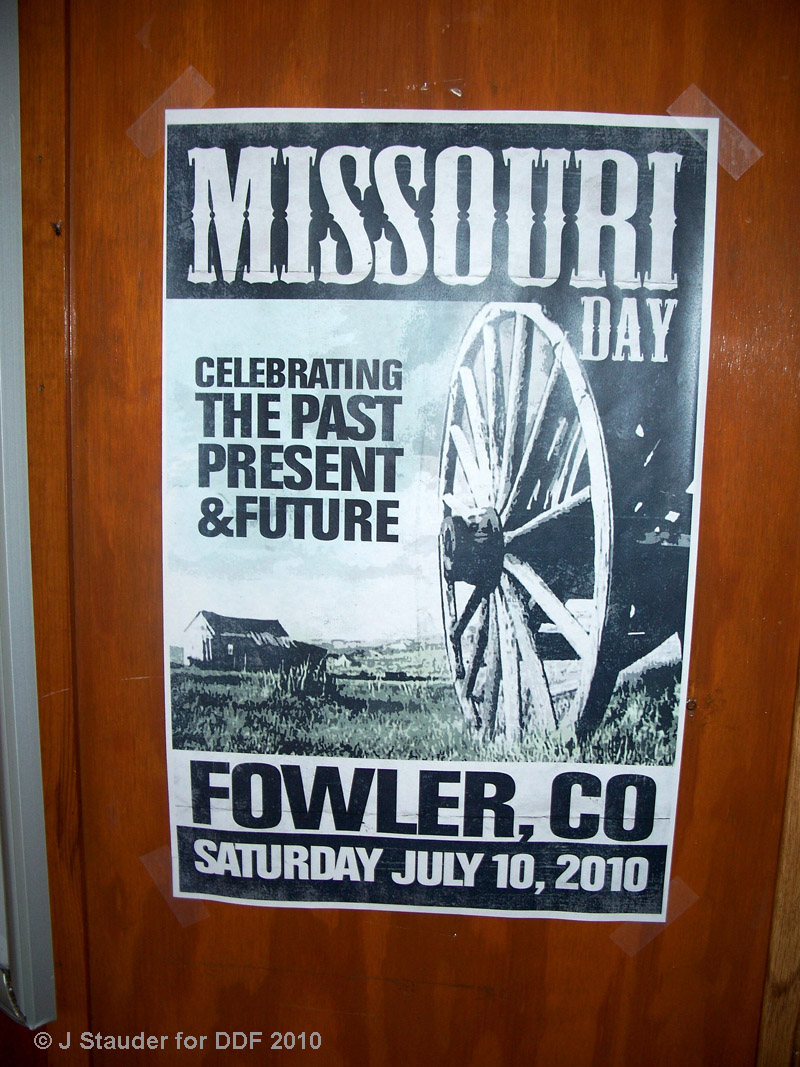 MISSOURI
DAY
CELEBRATING
THE PAST
PRESENT
&FUTURE
FOWLER, CO
SATURDAY JULY 10, 2010
© J Stauder for DDF 2010